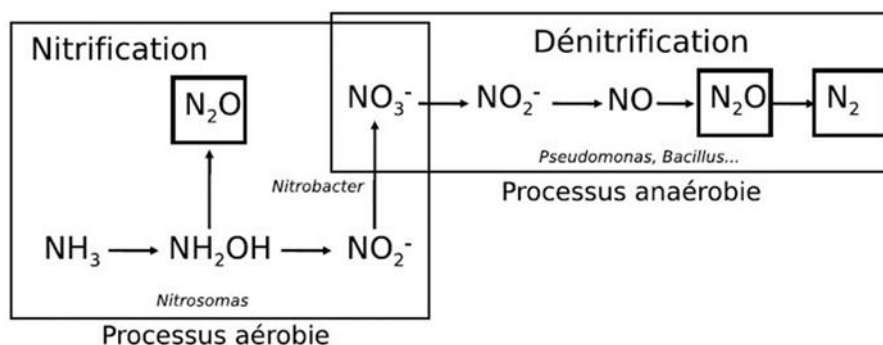 Nitrification
N₂O
Nitrobacter
NH₃ → NH₂OH → NO₂⁻
Nitrosomas
Processus aérobie
Dénitrification
NO₃⁻ → NO₂⁻ → NO → N₂O → N₂
Pseudomonas, Bacillus...
Processus anaérobie